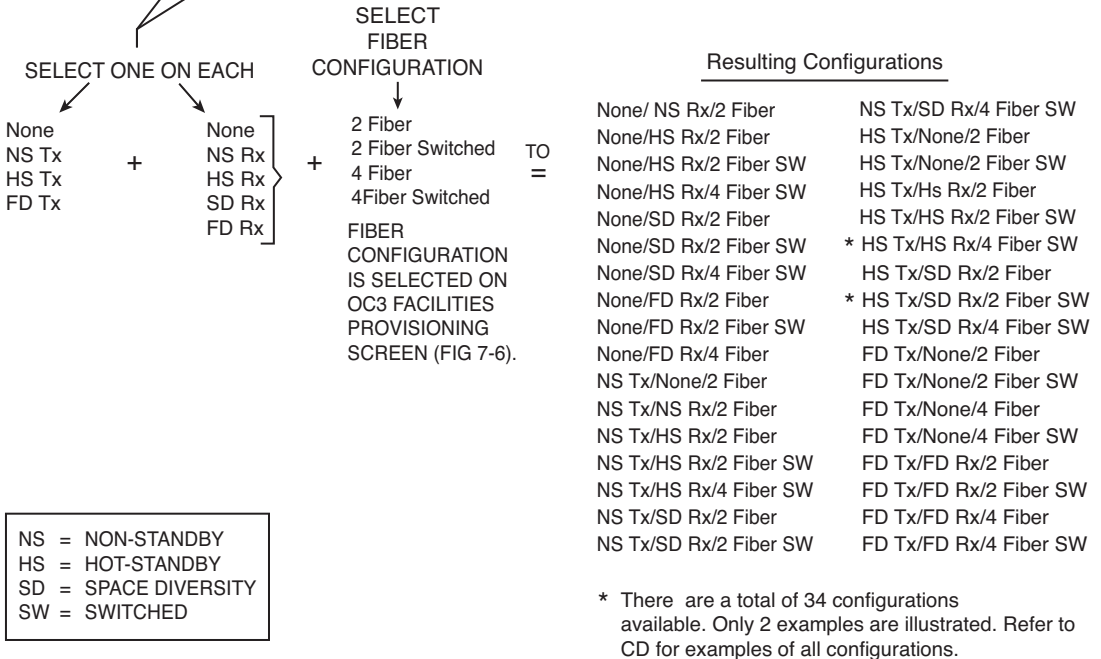 SELECT ONE ON EACH
None
NS Tx
HS Tx
FD Tx
+
None
NS Rx
HS Rx
SD Rx
FD Rx
+
SELECT
FIBER
CONFIGURATION
2 Fiber
2 Fiber Switched
4 Fiber
4Fiber Switched
FIBER
CONFIGURATION
IS SELECTED ON
OC3 FACILITIES
PROVISIONING
SCREEN (FIG 7-6).
TO
=
Resulting Configurations
None/ NS Rx/2 Fiber
None/HS Rx/2 Fiber
None/HS Rx/2 Fiber SW
None/HS Rx/4 Fiber SW
None/SD Rx/2 Fiber
None/SD Rx/2 Fiber SW
None/SD Rx/4 Fiber SW
None/FD Rx/2 Fiber
None/FD Rx/2 Fiber SW
None/FD Rx/4 Fiber
NS Tx/None/2 Fiber
NS Tx/NS Rx/2 Fiber
NS Tx/HS Rx/2 Fiber
NS Tx/HS Rx/2 Fiber SW
NS Tx/HS Rx/4 Fiber SW
NS Tx/SD Rx/2 Fiber
NS Tx/SD Rx/2 Fiber SW
NS Tx/SD Rx/4 Fiber SW
HS Tx/None/2 Fiber
HS Tx/None/2 Fiber SW
HS Tx/Hs Rx/2 Fiber
HS Tx/HS Rx/2 Fiber SW
* HS Tx/HS Rx/4 Fiber SW
HS Tx/SD Rx/2 Fiber
* HS Tx/SD Rx/2 Fiber SW
HS Tx/SD Rx/4 Fiber SW
FD Tx/None/2 Fiber
FD Tx/None/2 Fiber SW
FD Tx/None/4 Fiber
FD Tx/None/4 Fiber SW
FD Tx/FD Rx/2 Fiber
FD Tx/FD Rx/2 Fiber SW
FD Tx/FD Rx/4 Fiber
FD Tx/FD Rx/4 Fiber SW
NS = NON-STANDBY
HS = HOT-STANDBY
SD = SPACE DIVERSITY
SW = SWITCHED
* There are a total of 34 configurations
available. Only 2 examples are illustrated. Refer to
CD for examples of all configurations.